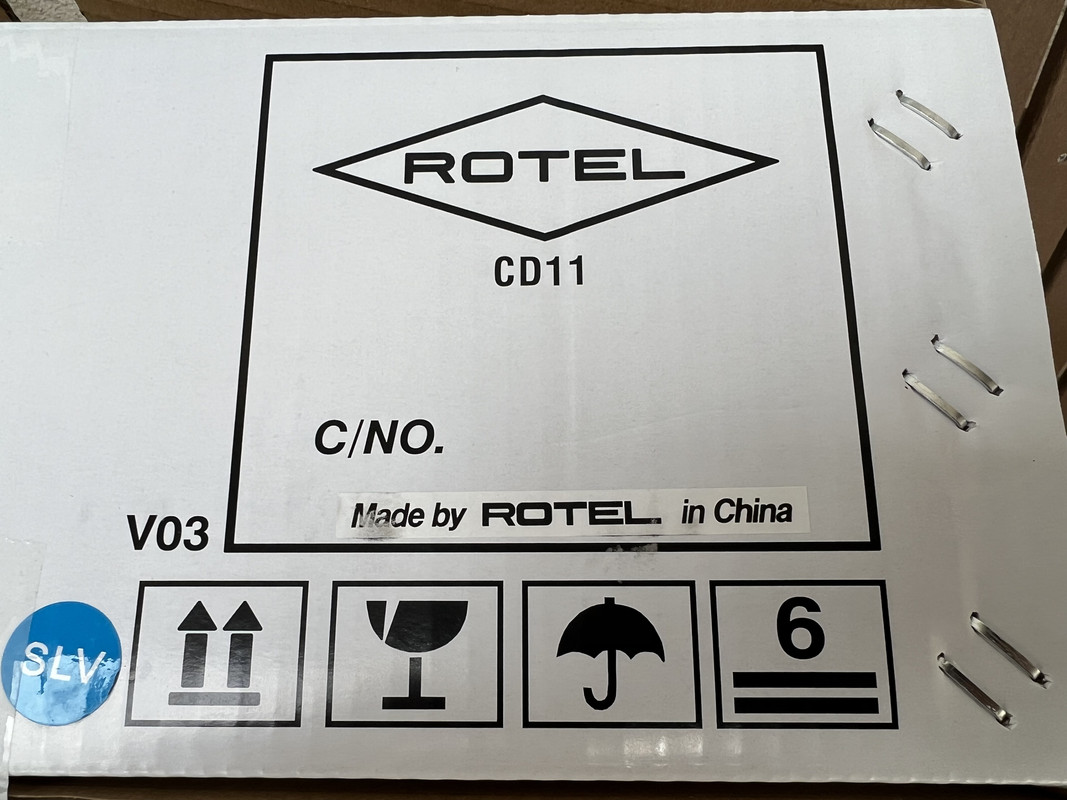 ROTEL
CD11
C/NO.
Made by ROTEL in China
V03
SLV
6